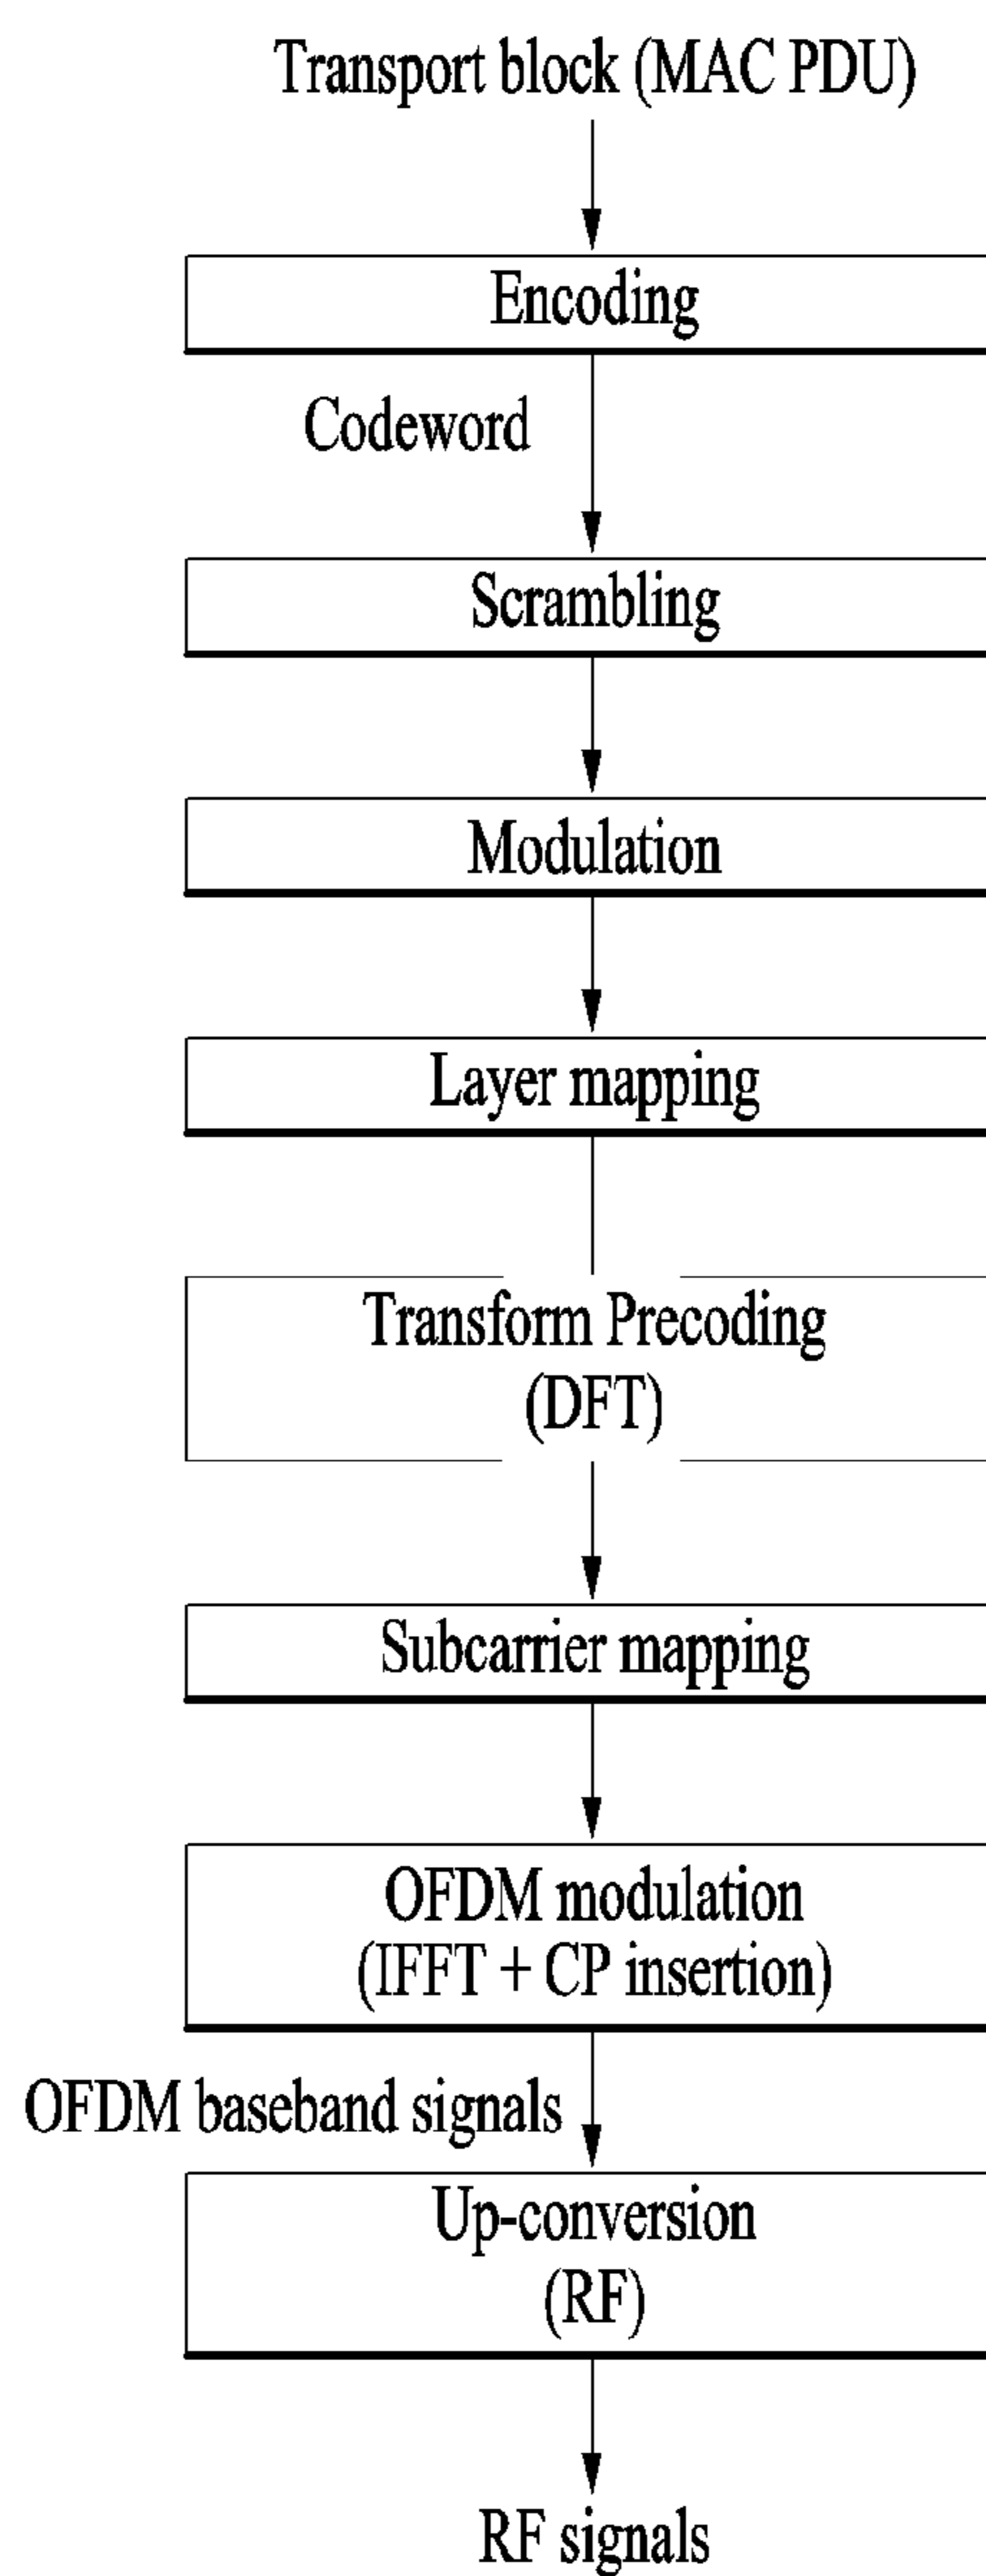 Transport block (MAC PDU)
Encoding
Codeword
Scrambling
Modulation
Layer mapping
Transform Precoding
(DFT)
Subcarrier mapping
OFDM modulation
(IFFT + CP insertion)
OFDM baseband signals
Up-conversion
(RF)
RF signals